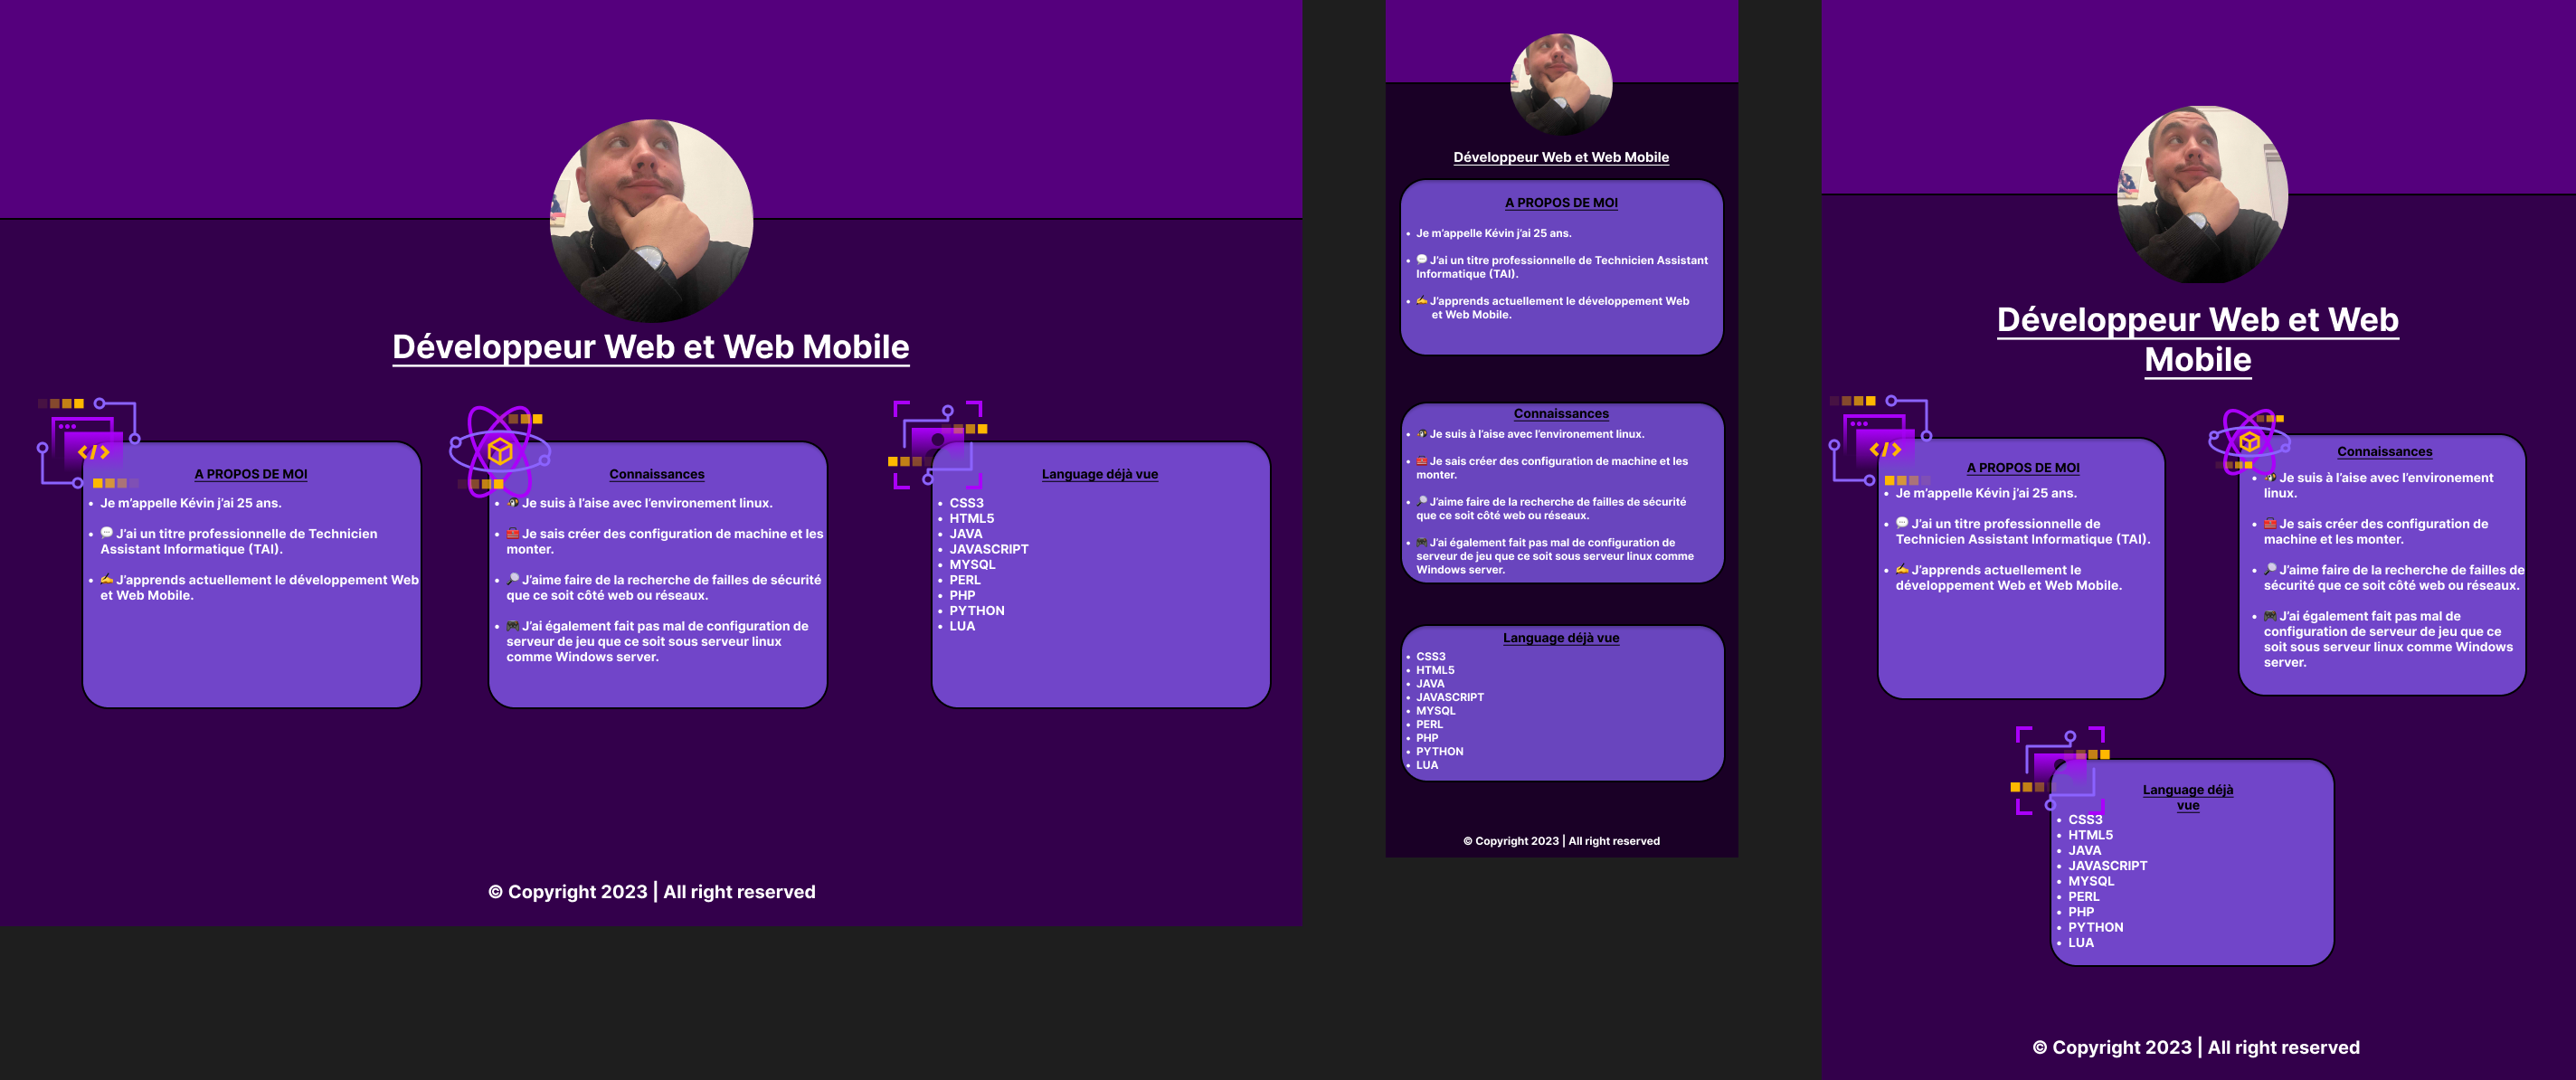 Développeur Web et Web Mobile
A PROPOS DE MOI
• Je m'appelle Kévin j'ai 25 ans.
• 💬 J'ai un titre professionnelle de Technicien
Assistant Informatique (TAI).
• ✍️ J'apprends actuellement le développement Web
et Web Mobile.
Connaissances
• 🐧 Je suis à l'aise avec l'environement linux.
• 🧰 Je sais créer des configuration de machine et les
monter.
• 🔎 J'aime faire de la recherche de failles de sécurité
que ce soit côté web ou réseaux.
• 🎮 J'ai également fait pas mal de configuration de
serveur de jeu que ce soit sous serveur linux
comme Windows server.
Language déjà vue
• CSS3
• HTML5
• JAVA
• JAVASCRIPT
• MYSQL
• PERL
• PHP
• PYTHON
• LUA
© Copyright 2023 | All right reserved
Développeur Web et Web Mobile
A PROPOS DE MOI
• Je m'appelle Kévin j'ai 25 ans.
• 💬 J'ai un titre professionnelle de Technicien Assistant
Informatique (TAI).
• ✍️ J'apprends actuellement le développement Web
et Web Mobile.
Connaissances
• 🐧 Je suis à l'aise avec l'environement linux.
• 🧰 Je sais créer des configuration de machine et les
monter.
• 🔎 J'aime faire de la recherche de failles de sécurité
que ce soit côté web ou réseaux.
• 🎮 J'ai également fait pas mal de configuration de
serveur de jeu que ce soit sous serveur linux comme
Windows server.
Language déjà vue
• CSS3
• HTML5
• JAVA
• JAVASCRIPT
• MYSQL
• PERL
• PHP
• PYTHON
• LUA
© Copyright 2023 | All right reserved
Développeur Web et Web
Mobile
A PROPOS DE MOI
• Je m'appelle Kévin j'ai 25 ans.
• 💬 J'ai un titre professionnelle de
Technicien Assistant Informatique (TAI).
• ✍️ J'apprends actuellement le
développement Web et Web Mobile.
Connaissances
• 🐧 Je suis à l'aise avec l'environement
linux.
• 🧰 Je sais créer des configuration de
machine et les monter.
• 🔎 J'aime faire de la recherche de failles de
sécurité que ce soit côté web ou réseaux.
• 🎮 J'ai également fait pas mal de
configuration de serveur de jeu que ce
soit sous serveur linux comme Windows
server.
Language déjà
vue
• CSS3
• HTML5
• JAVA
• JAVASCRIPT
• MYSQL
• PERL
• PHP
• PYTHON
• LUA
© Copyright 2023 | All right reserved